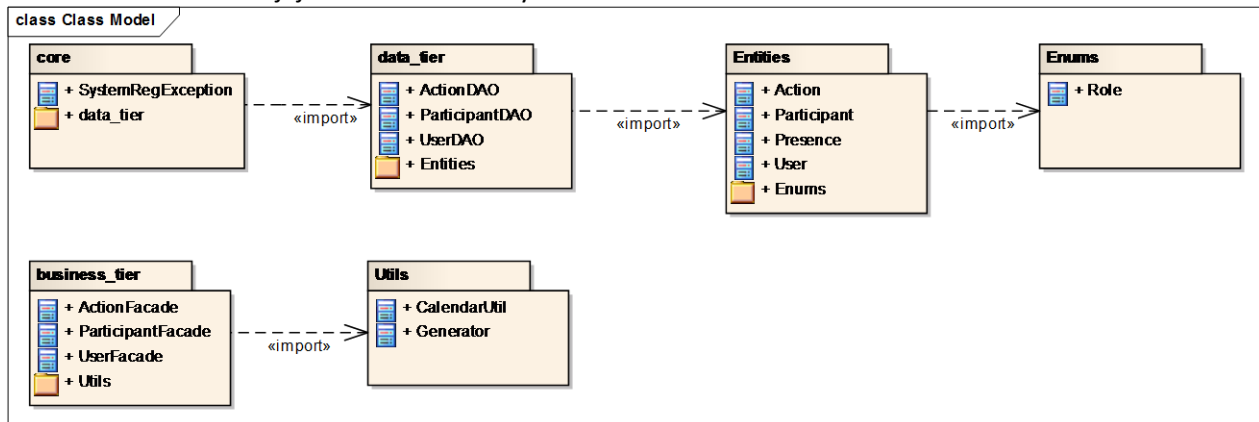 class Class Model
core
+ SystemRegException
+ data_tier
«import»
data_tier
+ ActionDAO
+ ParticipantDAO
+ UserDAO
+ Entities
«import»
Entities
+ Action
+ Participant
+ Presence
+ User
+ Enums
«import»
Enums
+ Role
business_tier
+ ActionFacade
+ ParticipantFacade
+ UserFacade
+ Utils
«import»
Utils
+ CalendarUtil
+ Generator